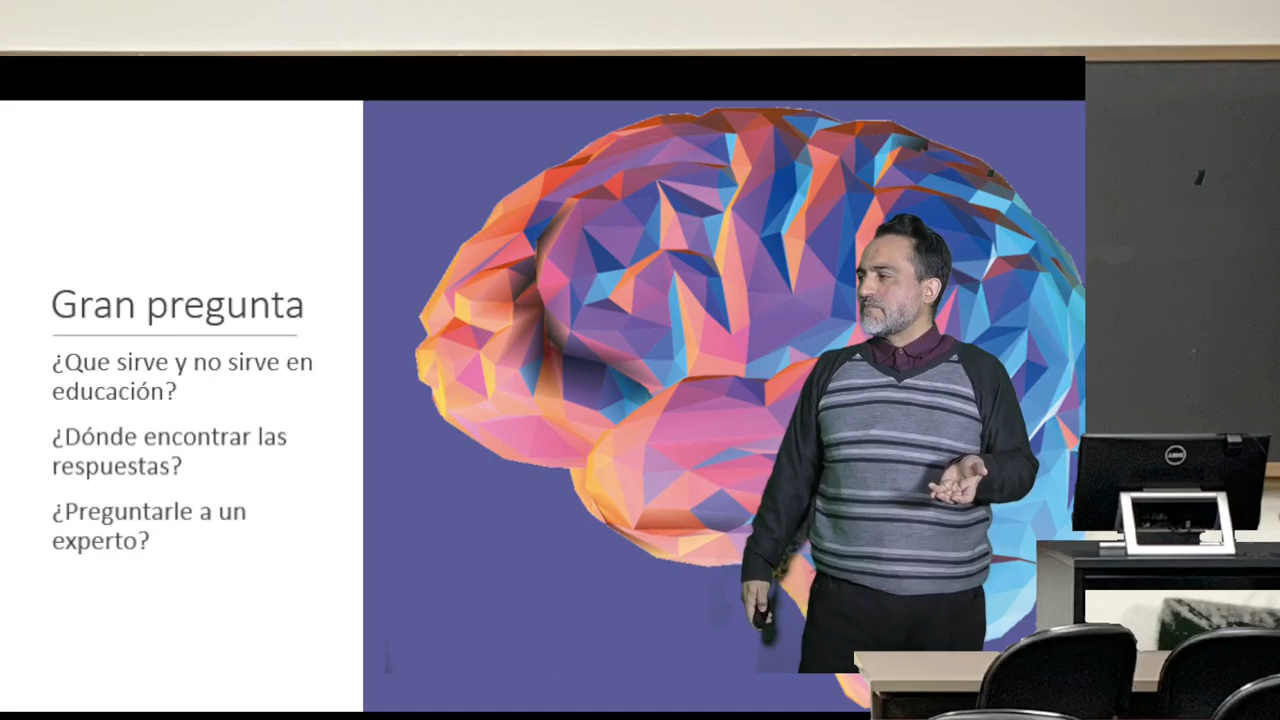 Gran pregunta
¿Que sirve y no sirve en
educación?
¿Dónde encontrar las
respuestas?
¿Preguntarle a un
experto?